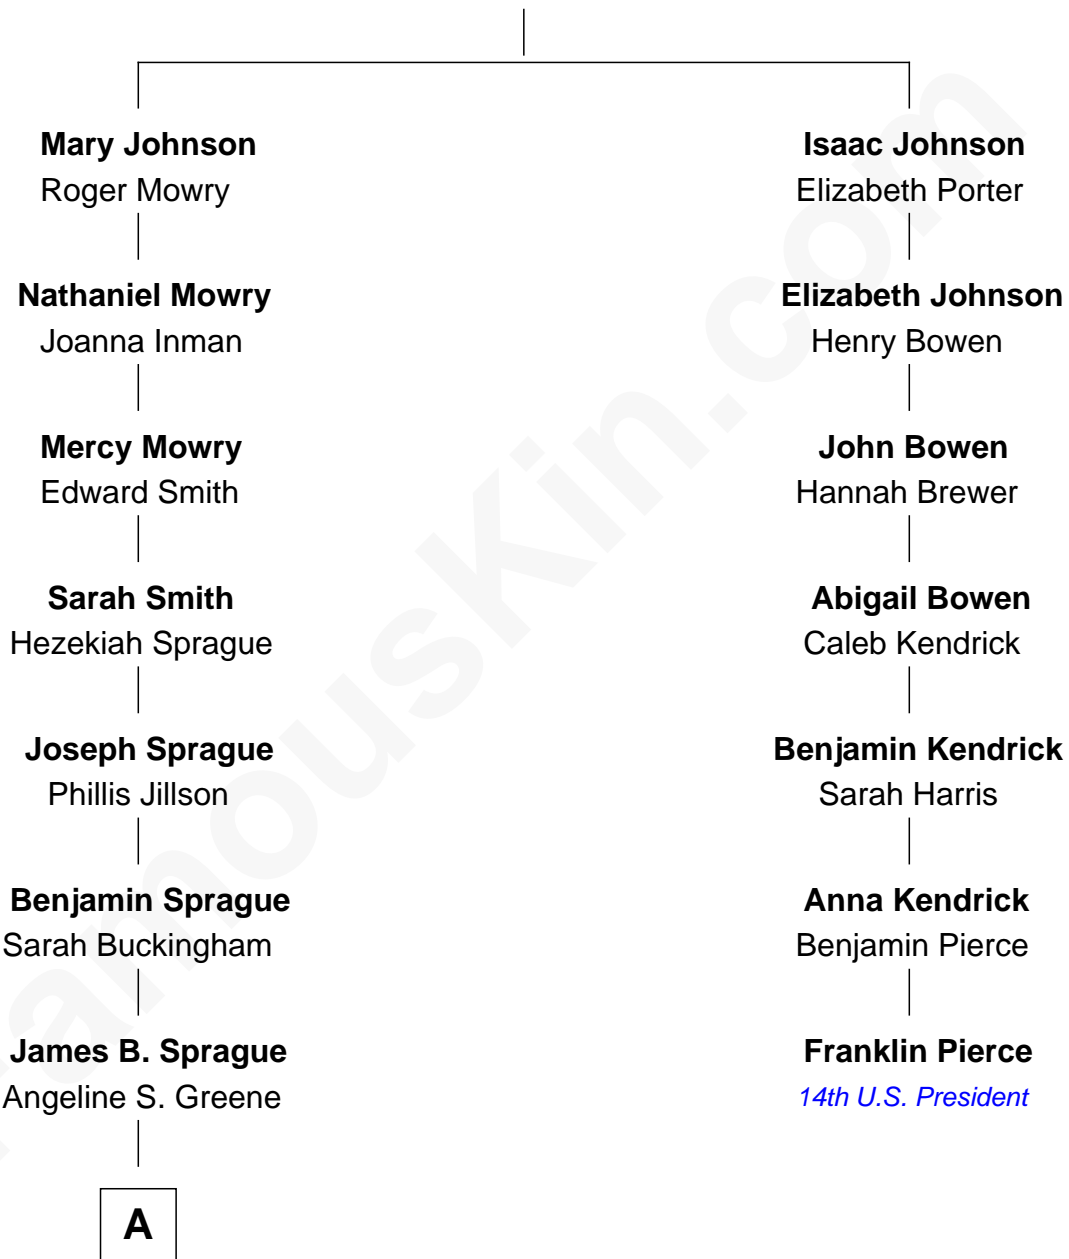 Mary Johnson
Roger Mowry
Isaac Johnson
Elizabeth Porter
Nathaniel Mowry
Joanna Inman
Elizabeth Johnson
Henry Bowen
Mercy Mowry
Edward Smith
John Bowen
Hannah Brewer
Sarah Smith
Hezekiah Sprague
Abigail Bowen
Caleb Kendrick
Joseph Sprague
Phillis Jillson
Benjamin Kendrick
Sarah Harris
Benjamin Sprague
Sarah Buckingham
Anna Kendrick
Benjamin Pierce
James B. Sprague
Angeline S. Greene
Franklin Pierce
14th U.S. President
A
FamousKin.com